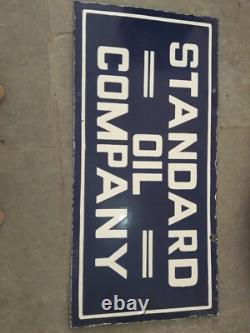 STANDARD
= OIL =
COMPANY
ebay